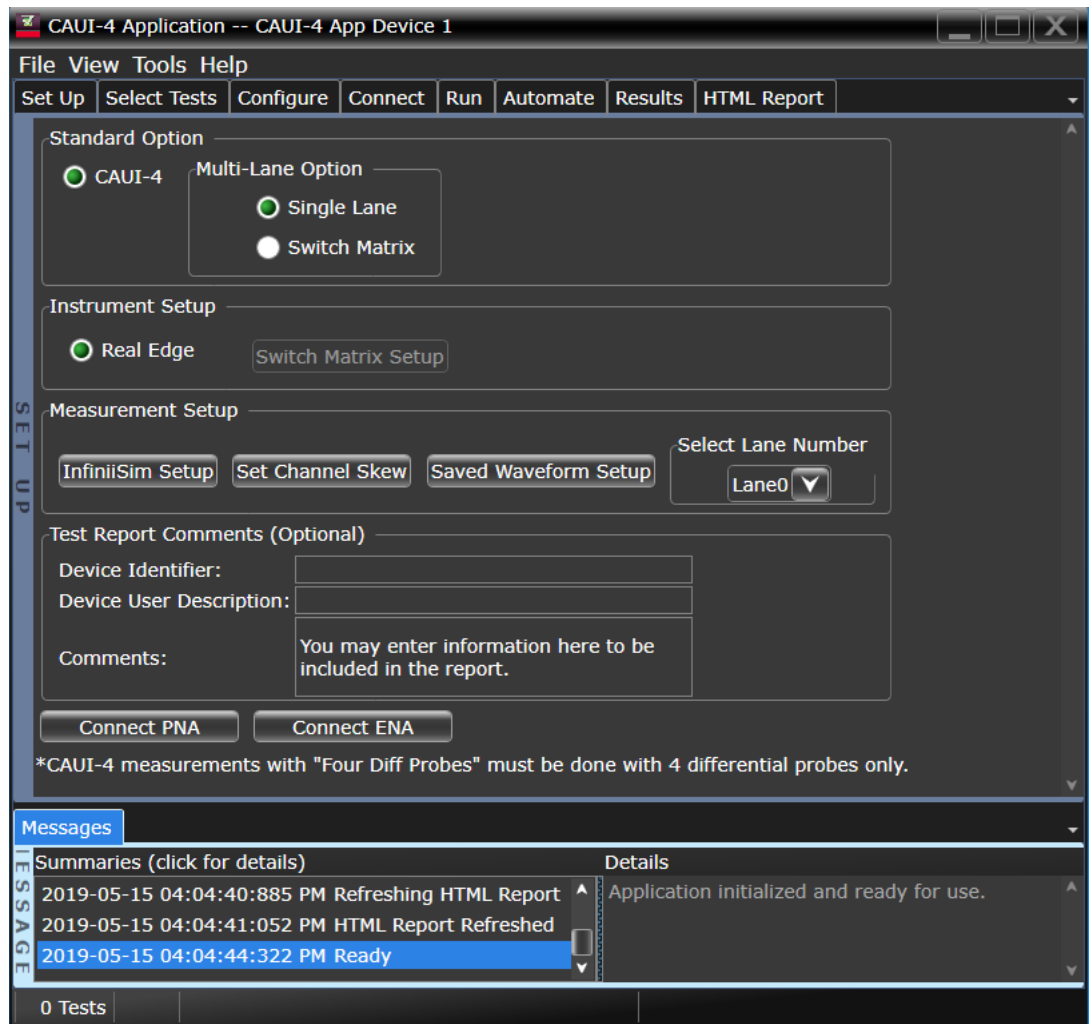 CAUI-4 Application -- CAUI-4 App Device 1
File View Tools Help
Set Up Select Tests Configure Connect Run Automate Results HTML Report
SET UP
Standard Option
CAUI-4
Multi-Lane Option
Single Lane
Switch Matrix
Instrument Setup
Real Edge
Switch Matrix Setup
Measurement Setup
InfiniiSim Setup Set Channel Skew Saved Waveform Setup
Select Lane Number
Lane0
Test Report Comments (Optional)
Device Identifier:
Device User Description:
Comments:
You may enter information here to be
included in the report.
Connect PNA Connect ENA
*CAUI-4 measurements with "Four Diff Probes" must be done with 4 differential probes only.
Messages
Summaries (click for details) Details
2019-05-15 04:04:40:885 PM Refreshing HTML Report
2019-05-15 04:04:41:052 PM HTML Report Refreshed
2019-05-15 04:04:44:322 PM Ready
Application initialized and ready for use.
0 Tests